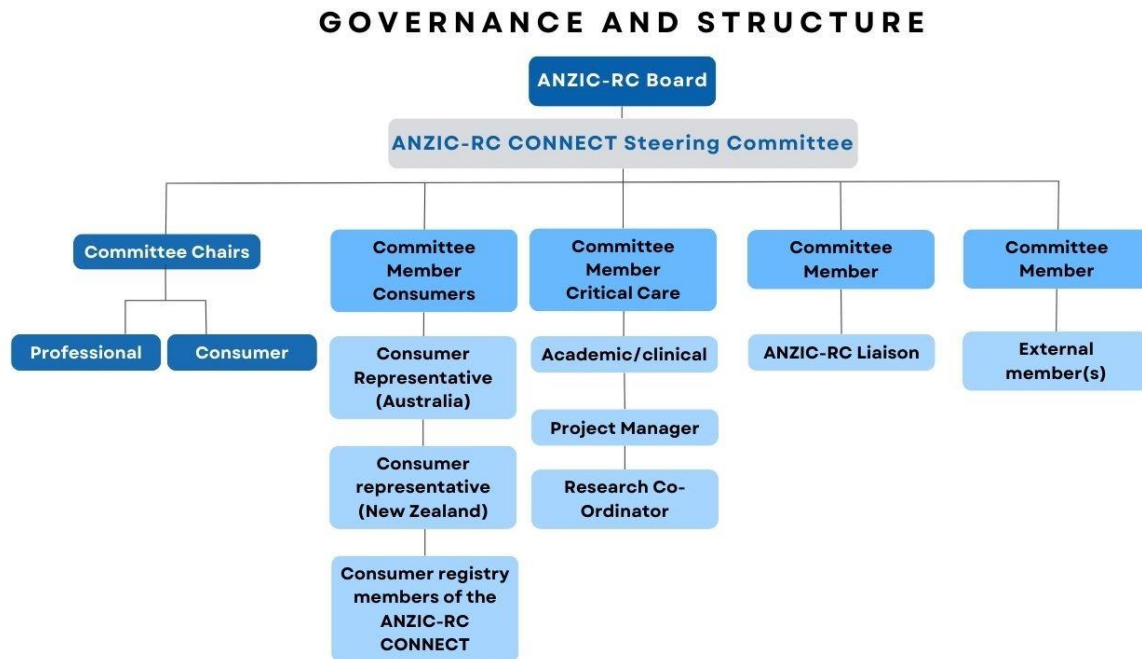 GOVERNANCE AND STRUCTURE
ANZIC-RC Board
ANZIC-RC CONNECT Steering Committee
Committee Chairs
Professional
Consumer
Committee
Member
Consumers
Consumer
Representative
(Australia)
Consumer
representative
(New Zealand)
Consumer registry
members of the
ANZIC-RC
CONNECT
Committee
Member
Critical Care
Academic/clinical
Project Manager
Research Co-
Ordinator
Committee
Member
ANZIC-RC Liaison
Committee
Member
External
member(s)